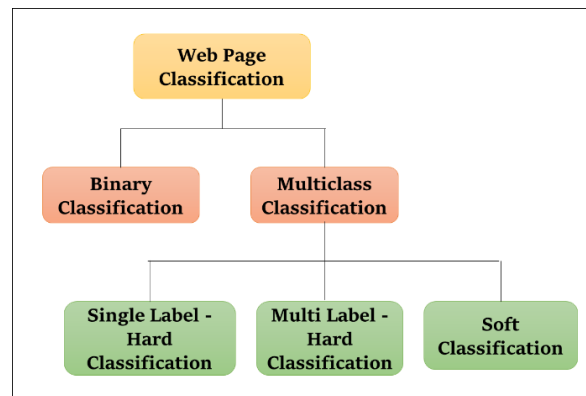 Web Page
Classification
Binary
Classification
Multiclass
Classification
Single Label -
Hard
Classification
Multi Label -
Hard
Classification
Soft
Classification